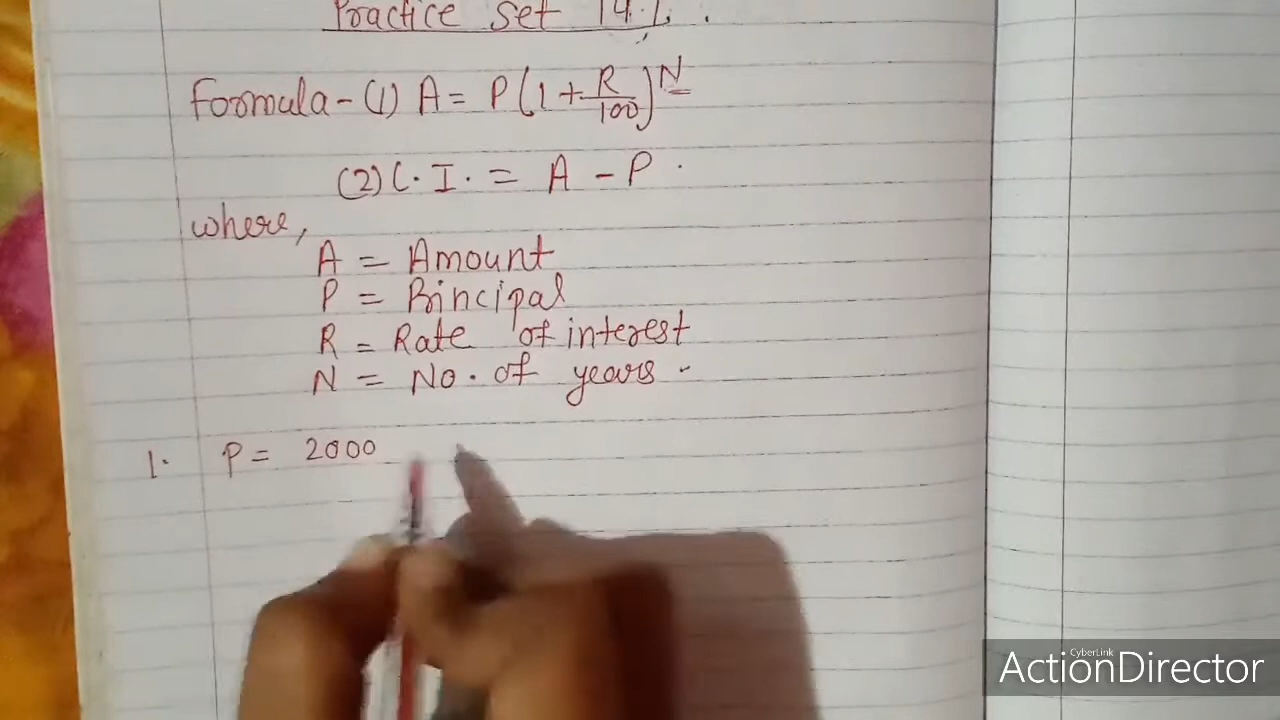 Practice Set 14.1.
Formula - (1) A = P(1 + R/100)^N
(2) C.I. = A - P.
where,
A = Amount
P = Principal
R = Rate of interest
N = No. of years.
1. P = 2000
CyberLink
ActionDirector